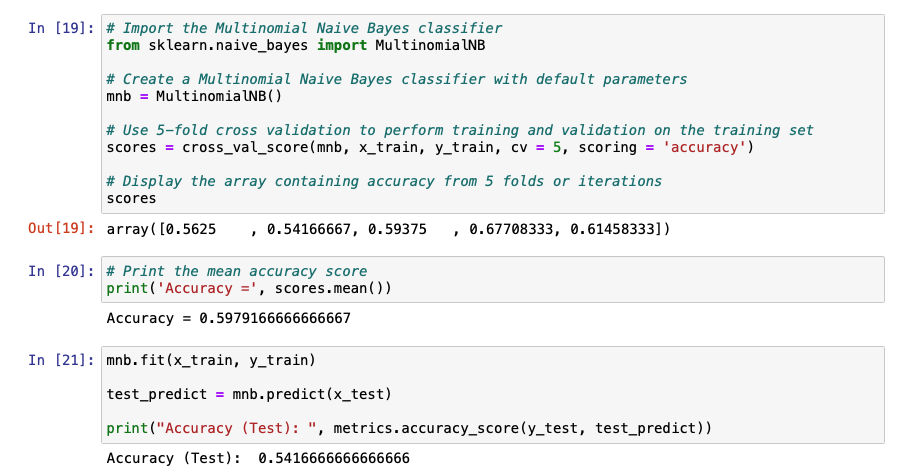 In [19]: # Import the Multinomial Naive Bayes classifier
from sklearn.naive_bayes import MultinomialNB
# Create a Multinomial Naive Bayes classifier with default parameters
mnb = MultinomialNB()
# Use 5-fold cross validation to perform training and validation on the training set
scores = cross_val_score(mnb, x_train, y_train, cv = 5, scoring = 'accuracy')
# Display the array containing accuracy from 5 folds or iterations
scores
Out[19]: array([0.5625    , 0.54166667, 0.59375   , 0.67708333, 0.61458333])
In [20]: # Print the mean accuracy score
print('Accuracy =', scores.mean())
Accuracy = 0.5979166666666667
In [21]: mnb.fit(x_train, y_train)
test_predict = mnb.predict(x_test)
print("Accuracy (Test): ", metrics.accuracy_score(y_test, test_predict))
Accuracy (Test):  0.5416666666666666